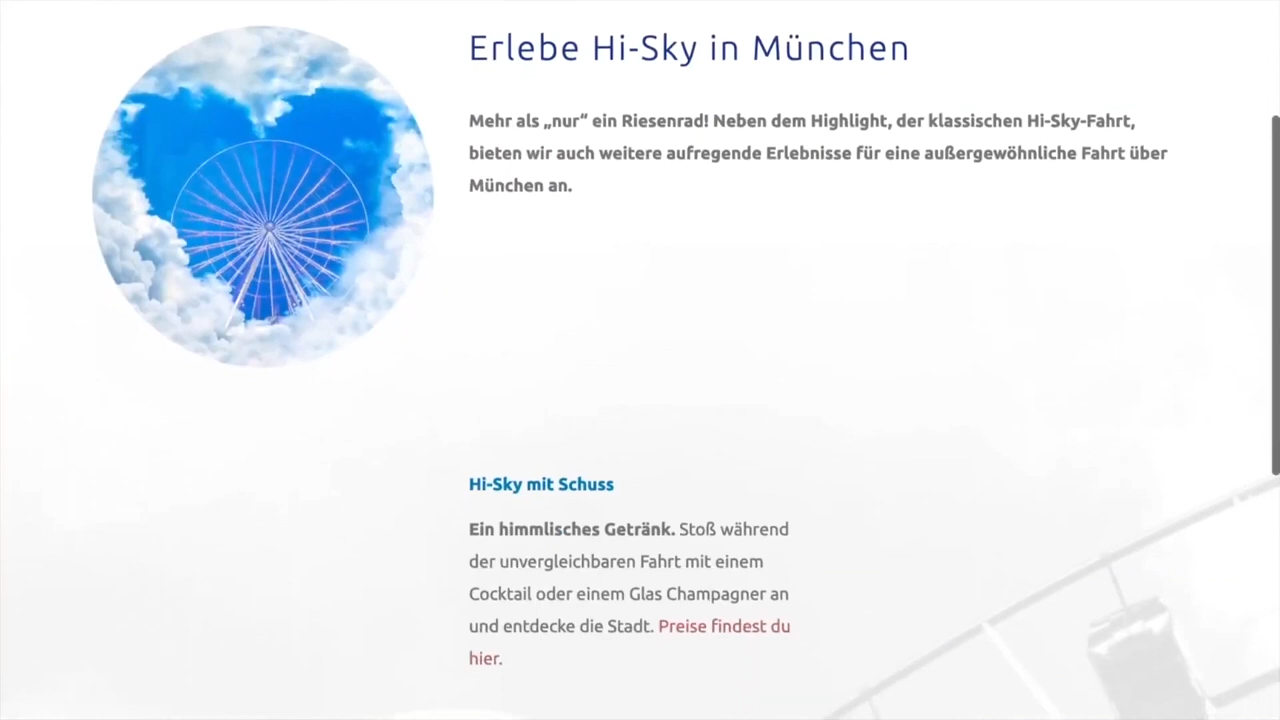 Erlebe Hi-Sky in München
Mehr als „nur“ ein Riesenrad! Neben dem Highlight, der klassischen Hi-Sky-Fahrt,
bieten wir auch weitere aufregende Erlebnisse für eine außergewöhnliche Fahrt über
München an.
Hi-Sky mit Schuss
Ein himmlisches Getränk. Stoß während
der unvergleichbaren Fahrt mit einem
Cocktail oder einem Glas Champagner an
und entdecke die Stadt. Preise findest du
hier.